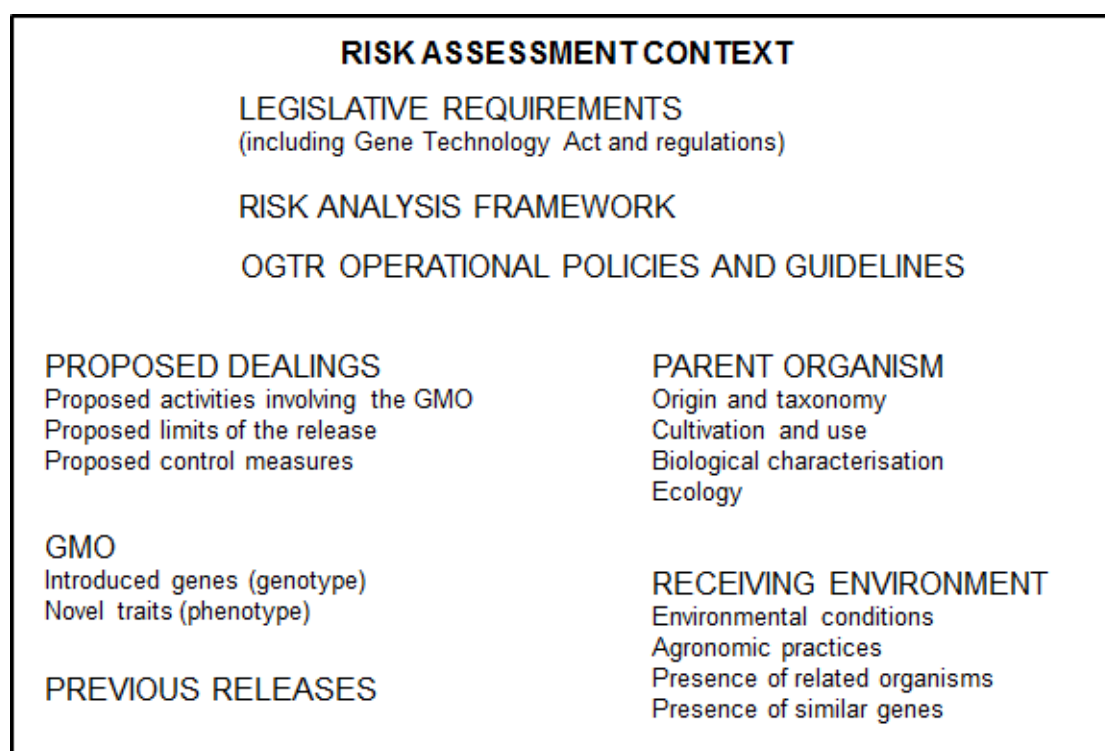 RISK ASSESSMENT CONTEXT
LEGISLATIVE REQUIREMENTS
(including Gene Technology Act and regulations)
RISK ANALYSIS FRAMEWORK
OGTR OPERATIONAL POLICIES AND GUIDELINES
PROPOSED DEALINGS
Proposed activities involving the GMO
Proposed limits of the release
Proposed control measures
GMO
Introduced genes (genotype)
Novel traits (phenotype)
PREVIOUS RELEASES
PARENT ORGANISM
Origin and taxonomy
Cultivation and use
Biological characterisation
Ecology
RECEIVING ENVIRONMENT
Environmental conditions
Agronomic practices
Presence of related organisms
Presence of similar genes